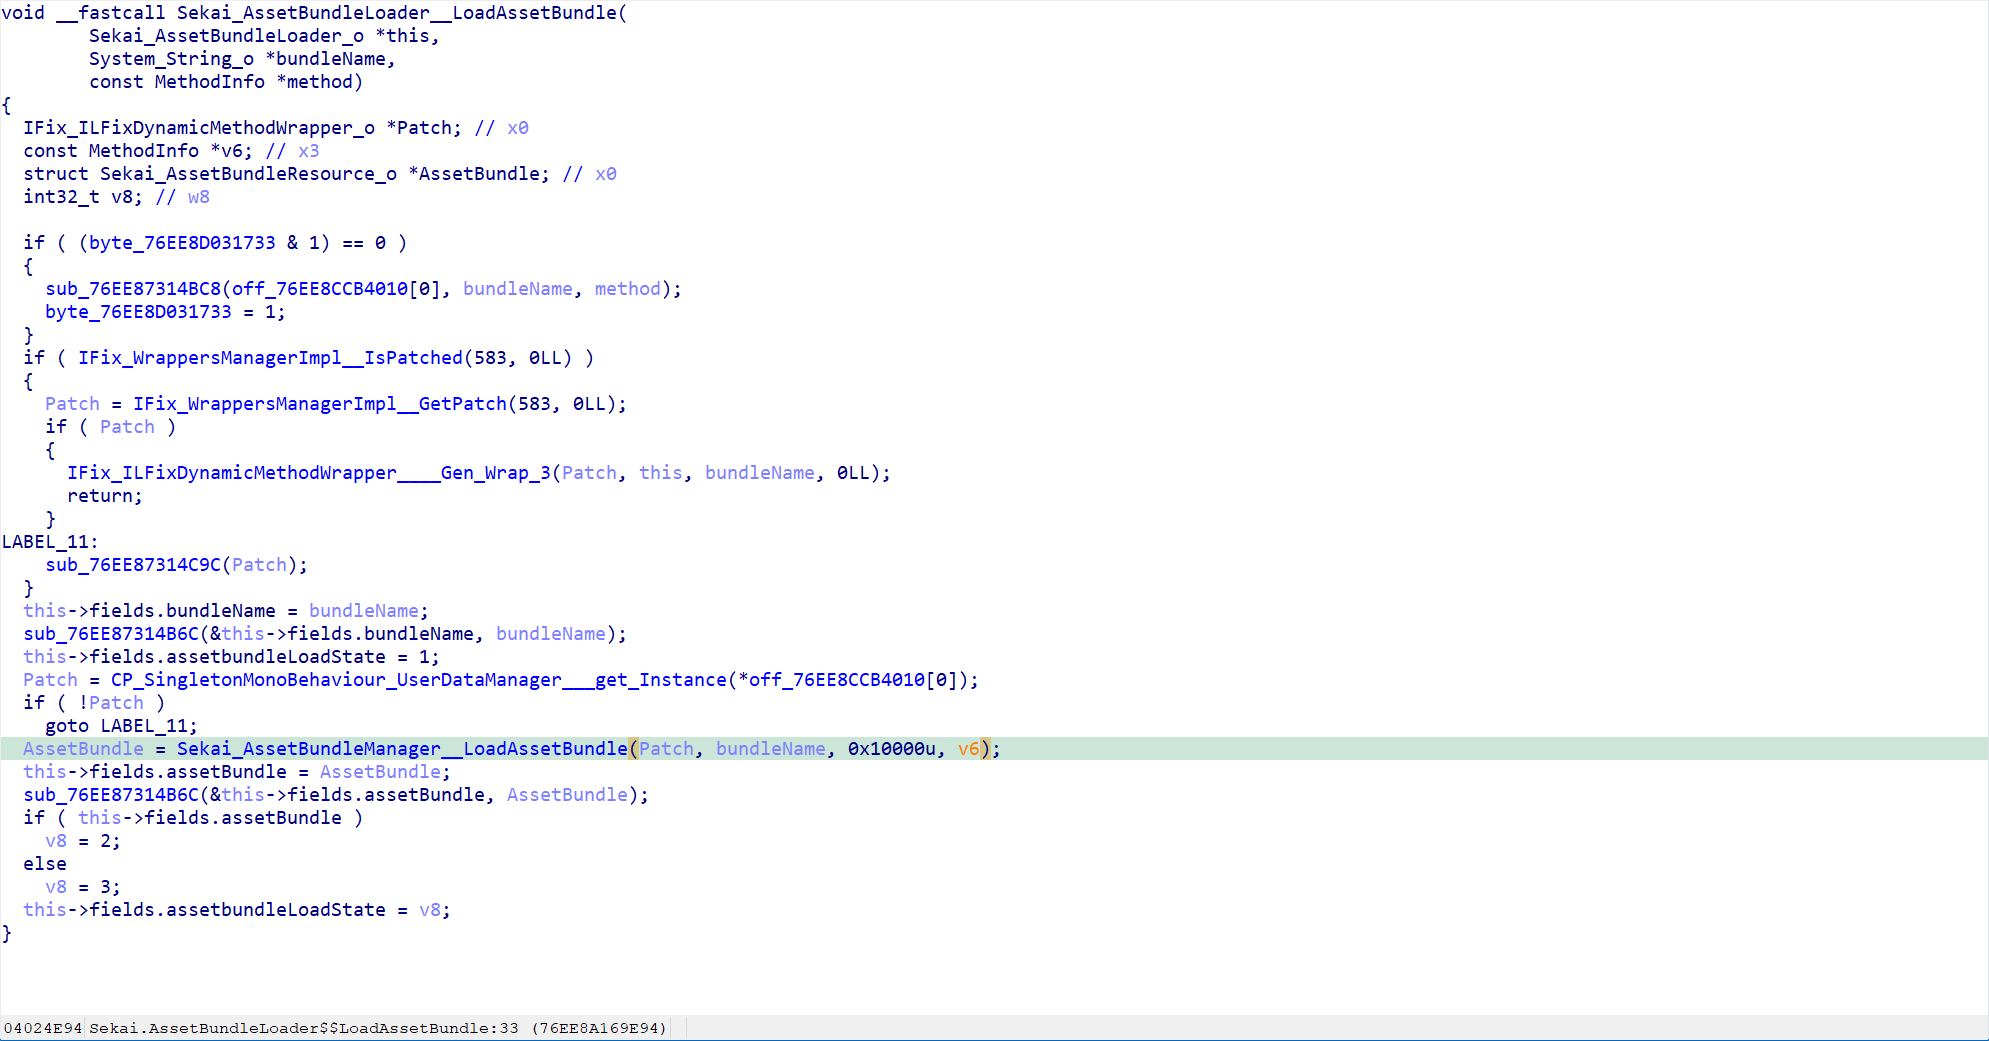 void __fastcall Sekai_AssetBundleLoader__LoadAssetBundle(
        Sekai_AssetBundleLoader_o *this,
        System_String_o *bundleName,
        const MethodInfo *method)
{
  IFix_ILFixDynamicMethodWrapper_o *Patch; // x0
  const MethodInfo *v6; // x3
  struct Sekai_AssetBundleResource_o *AssetBundle; // x0
  int32_t v8; // w8

  if ( (byte_76EE8D031733 & 1) == 0 )
  {
    sub_76EE87314BC8(off_76EE8CCB4010[0], bundleName, method);
    byte_76EE8D031733 = 1;
  }
  if ( IFix_WrappersManagerImpl__IsPatched(583, 0LL) )
  {
    Patch = IFix_WrappersManagerImpl__GetPatch(583, 0LL);
    if ( Patch )
    {
      IFix_ILFixDynamicMethodWrapper____Gen_Wrap_3(Patch, this, bundleName, 0LL);
      return;
    }
LABEL_11:
    sub_76EE87314C9C(Patch);
  }
  this->fields.bundleName = bundleName;
  sub_76EE87314B6C(&this->fields.bundleName, bundleName);
  this->fields.assetbundleLoadState = 1;
  Patch = CP_SingletonMonoBehaviour_UserDataManager___get_Instance(*off_76EE8CCB4010[0]);
  if ( !Patch )
    goto LABEL_11;
  AssetBundle = Sekai_AssetBundleManager__LoadAssetBundle(Patch, bundleName, 0x10000u, v6);
  this->fields.assetBundle = AssetBundle;
  sub_76EE87314B6C(&this->fields.assetBundle, AssetBundle);
  if ( this->fields.assetBundle )
    v8 = 2;
  else
    v8 = 3;
  this->fields.assetbundleLoadState = v8;
}
04024E94 Sekai.AssetBundleLoader$$LoadAssetBundle:33 (76EE8A169E94)